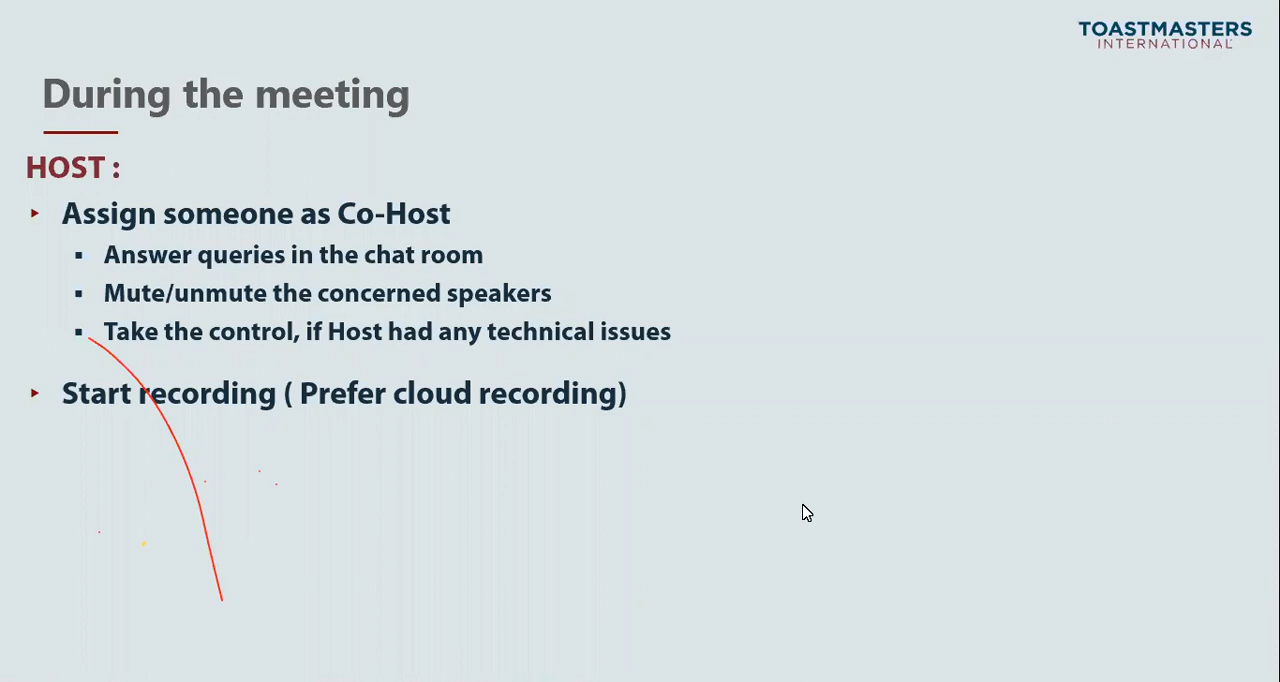 TOASTMASTERS
INTERNATIONAL
During the meeting
HOST :
Assign someone as Co-Host
Answer queries in the chat room
Mute/unmute the concerned speakers
Take the control, if Host had any technical issues
Start recording ( Prefer cloud recording)